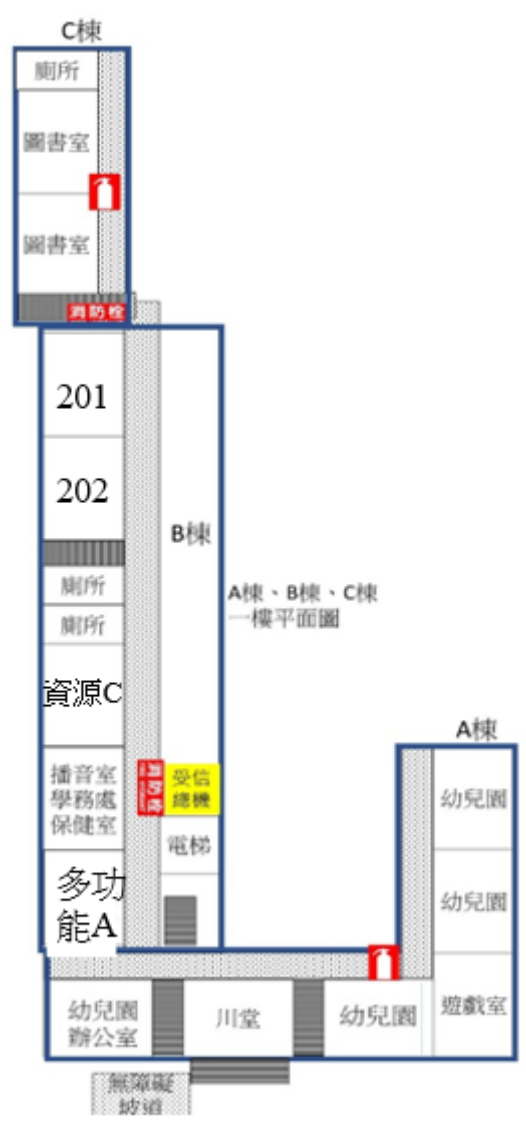 C棟
廁所
圖書室
圖書室
消防栓
201
202
B棟
廁所
廁所
A棟、B棟、C棟
一樓平面圖
資源C
A棟
播音室
學務處
保健室
消防栓
受信
總機
幼兒園
電梯
多功
能A
幼兒園
幼兒園
辦公室
川堂
幼兒園
遊戲室
無障礙
坡道